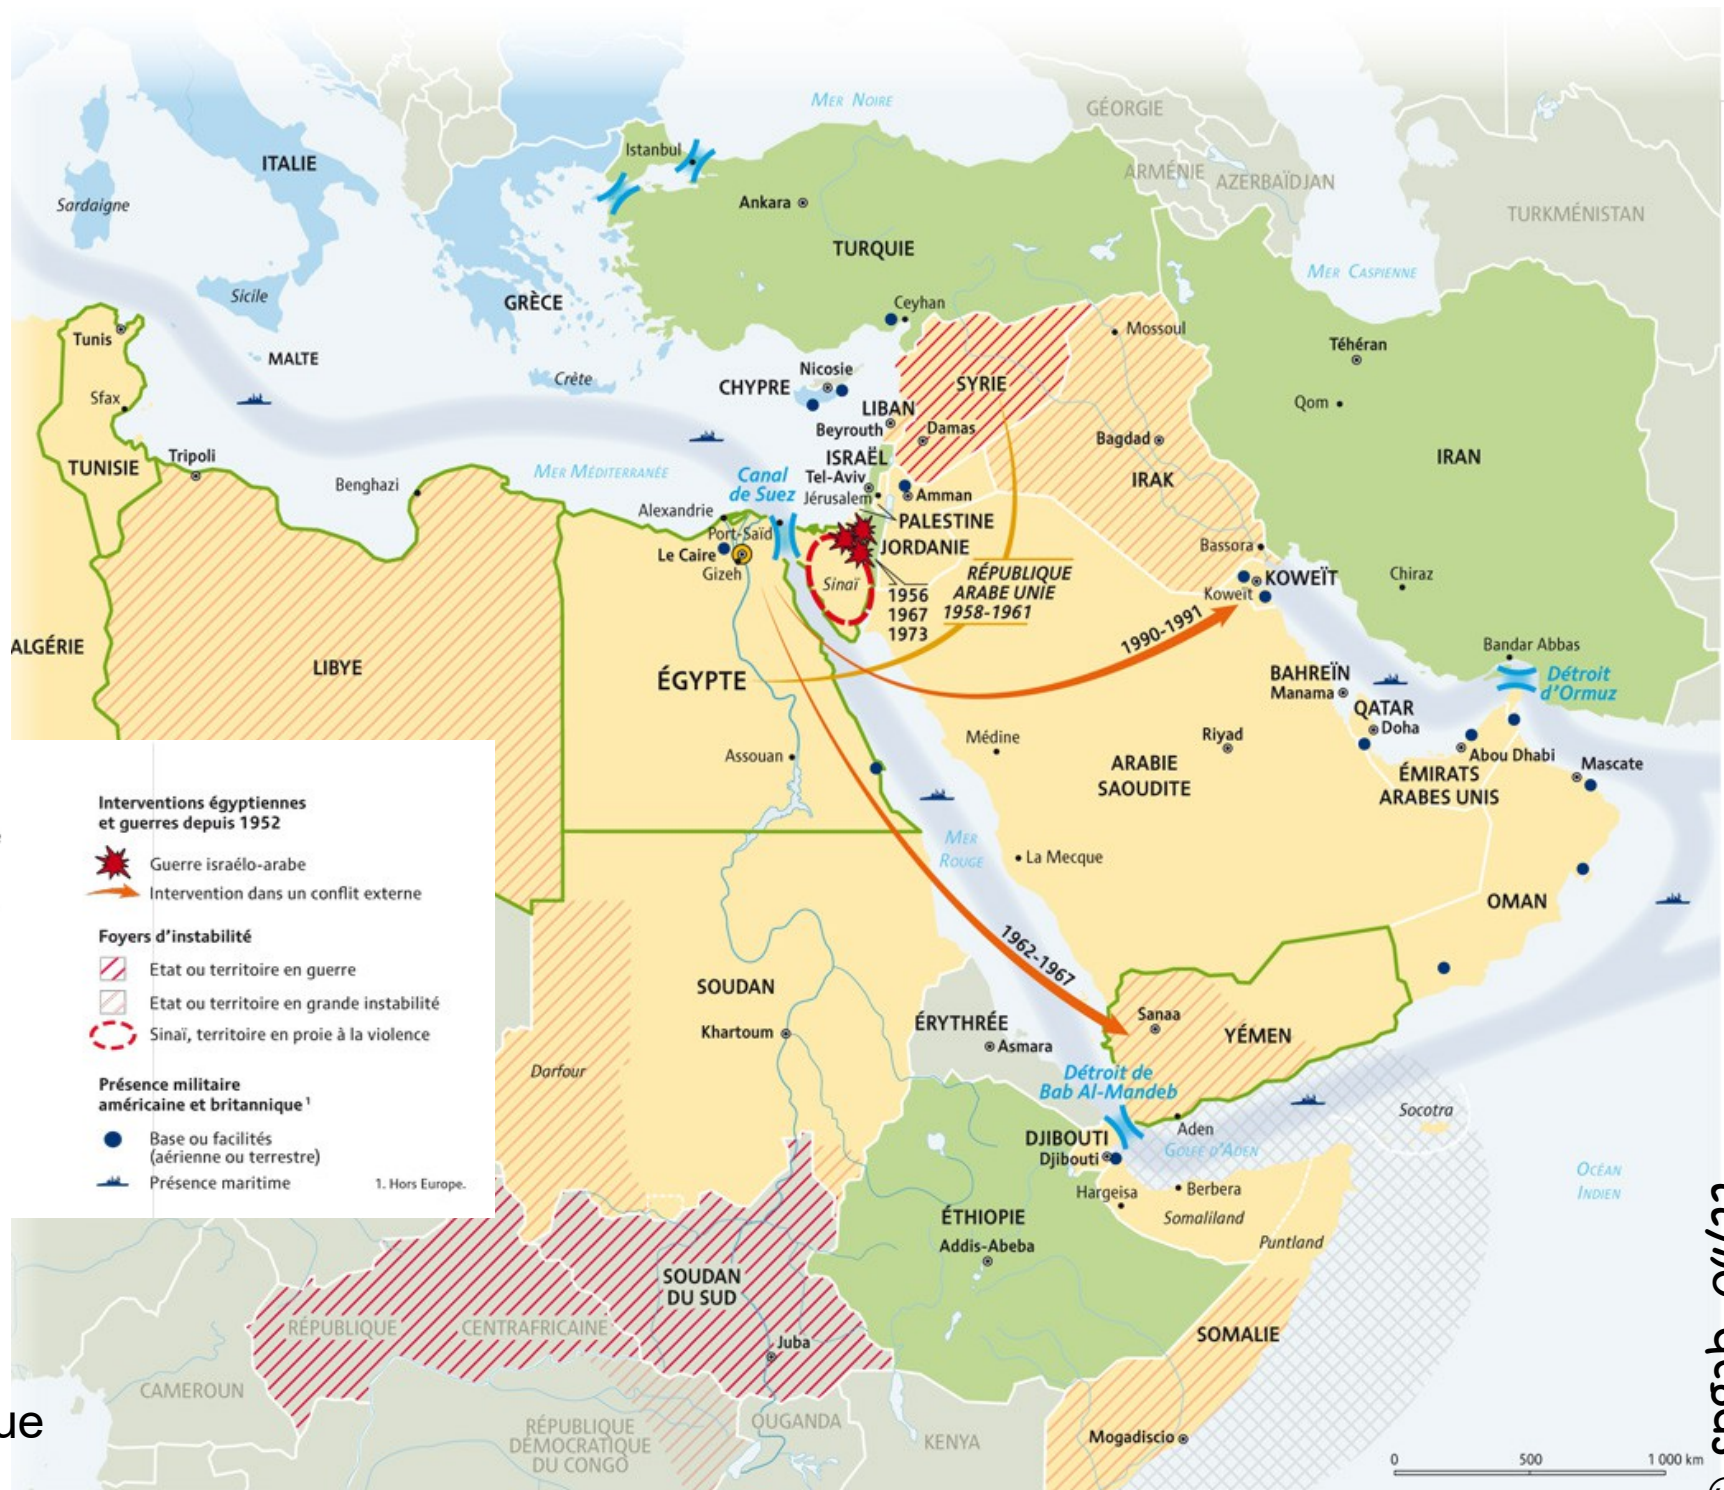 MER NOIRE
GÉORGIE
ARMÉNIE
AZERBAÏDJAN
TURKMÉNISTAN
MER CASPIENNE
ITALIE
Sardaigne
Istanbul
Ankara
TURQUIE
Sicile
GRÈCE
Ceyhan
Tunis
MALTE
Crète
Nicosie
CHYPRE
Mossoul
Téhéran
Sfax
SYRIE
Qom
LIBAN
Beyrouth
Damas
Bagdad
IRAK
IRAN
TUNISIE
Tripoli
Benghazi
MER MÉDITERRANÉE
Canal
de Suez
ISRAËL
Tel-Aviv
Jérusalem
Amman
Alexandrie
Port-Saïd
PALESTINE
JORDANIE
Le Caire
Gizeh
Sinaï
Bassora
KOWEÏT
Koweït
Chiraz
1956
1967
1973
RÉPUBLIQUE
ARABE UNIE
1958-1961
1990-1991
ALGÉRIE
LIBYE
ÉGYPTE
Bandar Abbas
Détroit
d'Ormuz
BAHREÏN
Manama
QATAR
Doha
Médine
Riyad
ARABIE
SAOUDITE
Abou Dhabi
Mascate
ÉMIRATS
ARABES UNIS
Assouan
MER
ROUGE
La Mecque
OMAN
1962-1967
Interventions égyptiennes
et guerres depuis 1952
Guerre israélo-arabe
Intervention dans un conflit externe
Foyers d'instabilité
Etat ou territoire en guerre
Etat ou territoire en grande instabilité
Sinaï, territoire en proie à la violence
Présence militaire
américaine et britannique 1
Base ou facilités
(aérienne ou terrestre)
Présence maritime
1. Hors Europe.
SOUDAN
Khartoum
Darfour
ÉRYTHRÉE
Asmara
Sanaa
YÉMEN
Détroit de
Bab Al-Mandeb
Aden
GOLFE D'ADEN
Socotra
DJIBOUTI
Djibouti
Hargeisa
Berbera
Somaliland
Puntland
OCÉAN
INDIEN
ÉTHIOPIE
Addis-Abeba
SOUDAN
DU SUD
Juba
RÉPUBLIQUE CENTRAFRICAINE
SOMALIE
CAMEROUN
RÉPUBLIQUE
DÉMOCRATIQUE
DU CONGO
OUGANDA
KENYA
Mogadiscio
0 500 1 000 km
ue